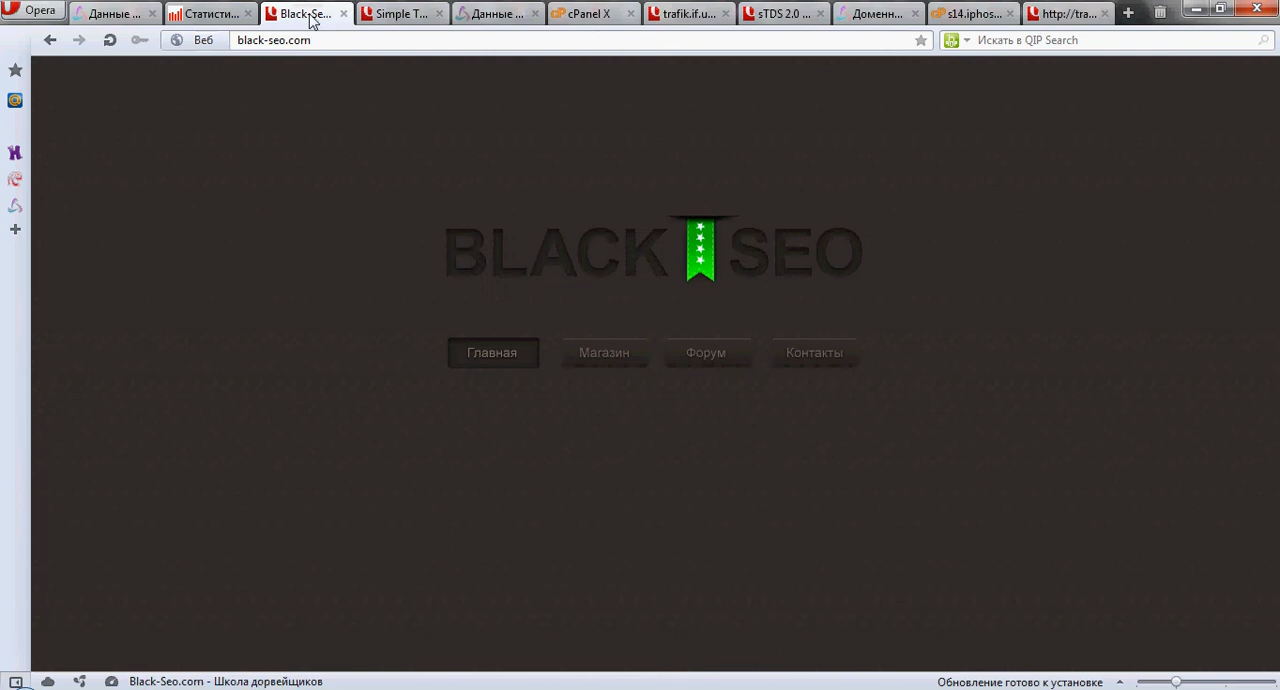 Opera
Данные ...
Статисти...
Black-Se...
Simple T...
Данные ...
cPanel X
trafik.if.u...
sTDS 2.0 ...
Доменн...
s14.iphos...
http://tra...
Веб
black-seo.com
Искать в QIP Search
BLACK SEO
Главная
Магазин
Форум
Контакты
Black-Seo.com - Школа дорвейщиков
Обновление готово к установке